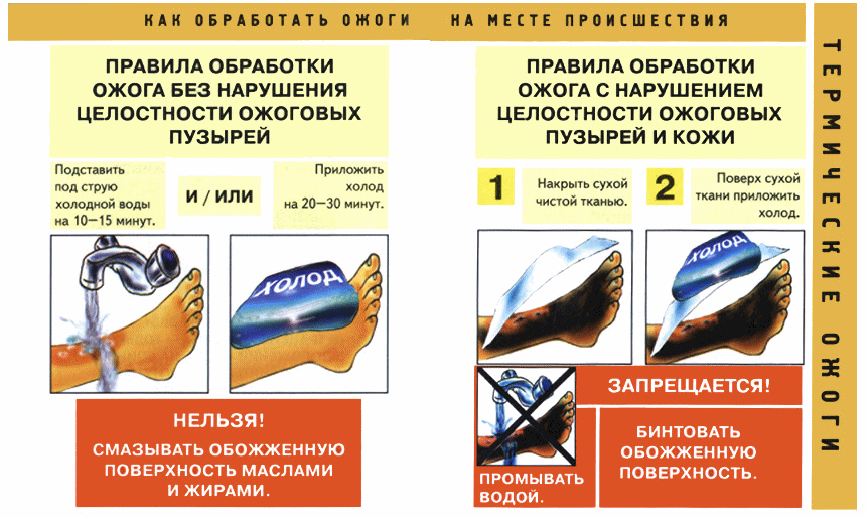 КАК ОБРАБОТАТЬ ОЖОГИ НА МЕСТЕ ПРОИСШЕСТВИЯ
ПРАВИЛА ОБРАБОТКИ
ОЖОГА БЕЗ НАРУШЕНИЯ
ЦЕЛОСТНОСТИ ОЖОГОВЫХ
ПУЗЫРЕЙ
Подставить
под струю
холодной воды
на 10—15 минут.
И / ИЛИ
Приложить
холод
на 20—30 минут.
ХОЛОД
НЕЛЬЗЯ!
СМАЗЫВАТЬ ОБОЖЖЕННУЮ
ПОВЕРХНОСТЬ МАСЛАМИ
И ЖИРАМИ.
ПРАВИЛА ОБРАБОТКИ
ОЖОГА С НАРУШЕНИЕМ
ЦЕЛОСТНОСТИ ОЖОГОВЫХ
ПУЗЫРЕЙ И КОЖИ
1
Накрыть сухой
чистой тканью.
2
Поверх сухой
ткани приложить
холод.
ХОЛОД
ЗАПРЕЩАЕТСЯ!
ПРОМЫВАТЬ
ВОДОЙ.
БИНТОВАТЬ
ОБОЖЖЕННУЮ
ПОВЕРХНОСТЬ.
ТЕРМИЧЕСКИЕ ОЖОГИ